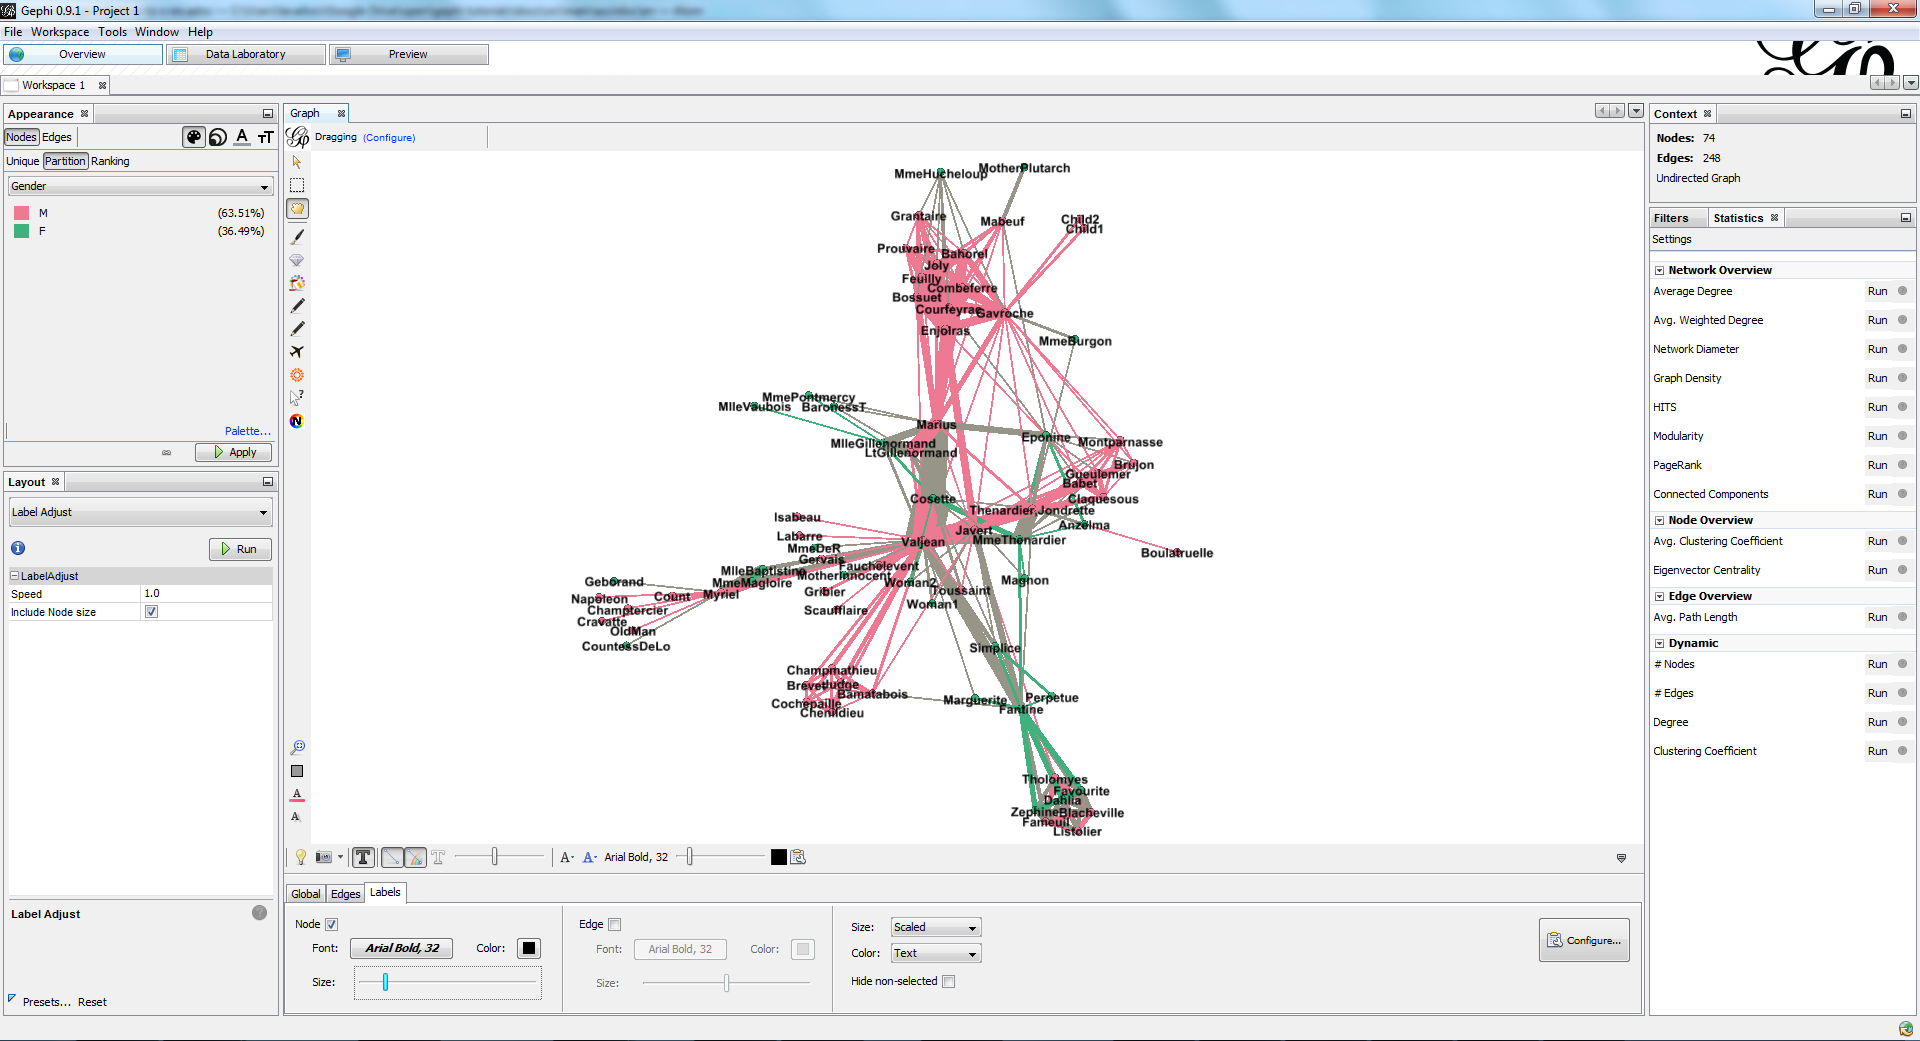 Gephi 0.9.1 - Project 1
File Workspace Tools Window Help
Overview
Data Laboratory
Preview
Workspace 1
Appearance
Nodes Edges
Unique Partition Ranking
Gender
M (63.51%)
F (36.49%)
Palette...
Apply
Layout
Label Adjust
Run
LabelAdjust
Speed 1.0
Include Node size
Label Adjust
Presets... Reset
Graph
Dragging (Configure)
MotherPlutarch
MmeHucheloup
Grantaire
Mabeuf
Child2
Child1
Prouvaire
Bahorel
Joly
Feuilly
Combeferre
Bossuet
Courfeyrac
Gavroche
Enjolras
MmeBurgon
MmePontmercy
MlleVaubois
BaronessT
Marius
Eponine
MlleGillenormand
Montparnasse
LtGillenormand
Brujon
Gueulemer
Babet
Cosette
Claquesous
Thenardier
Jondrette
Isabeau
Anzelma
Javert
Labarre
Valjean
MmeThenardier
MmeDeR
Boulatruelle
Gervais
Fauchelevent
MlleBaptistine
MotherInnocent
Magnon
Geborand
MmeMagloire
Woman2
Toussaint
Gribier
Myriel
Count
Napoleon
Woman1
Champtercier
Scaufflaire
Cravatte
OldMan
CountessDeLo
Simplice
Champmathieu
Brevet
Judge
Bamatabois
Marguerite
Perpetue
Cochepaille
Fantine
Chenildieu
Tholomyes
Favourite
Dahlia
Zephine
Blacheville
Fameuil
Listolier
Arial Bold, 32
Global Edges Labels
Node
Font: Arial Bold, 32 Color:
Size:
Edge
Font: Arial Bold, 32 Color:
Size:
Size: Scaled
Color: Text
Hide non-selected
Configure...
Context
Nodes: 74
Edges: 248
Undirected Graph
Filters Statistics
Settings
Network Overview
Average Degree Run
Avg. Weighted Degree Run
Network Diameter Run
Graph Density Run
HITS Run
Modularity Run
PageRank Run
Connected Components Run
Node Overview
Avg. Clustering Coefficient Run
Eigenvector Centrality Run
Edge Overview
Avg. Path Length Run
Dynamic
# Nodes Run
# Edges Run
Degree Run
Clustering Coefficient Run